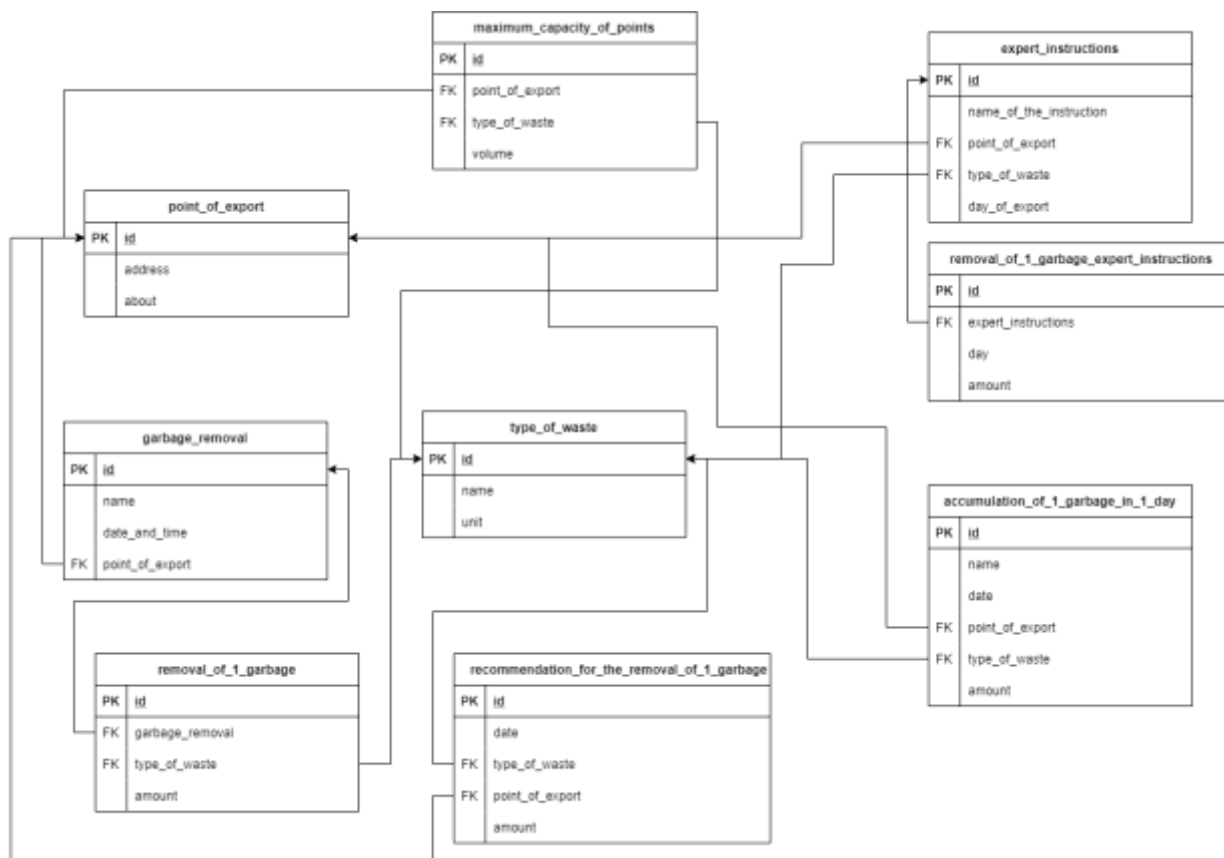 maximum_capacity_of_points
PK id
FK point_of_export
FK type_of_waste
volume
expert_instructions
PK id
name_of_the_instruction
FK point_of_export
FK type_of_waste
day_of_export
point_of_export
PK id
address
about
removal_of_1_garbage_expert_instructions
PK id
FK expert_instructions
day
amount
garbage_removal
PK id
name
date_and_time
FK point_of_export
type_of_waste
PK id
name
unit
accumulation_of_1_garbage_in_1_day
PK id
name
date
FK point_of_export
FK type_of_waste
amount
removal_of_1_garbage
PK id
FK garbage_removal
FK type_of_waste
amount
recommendation_for_the_removal_of_1_garbage
PK id
date
FK type_of_waste
FK point_of_export
amount